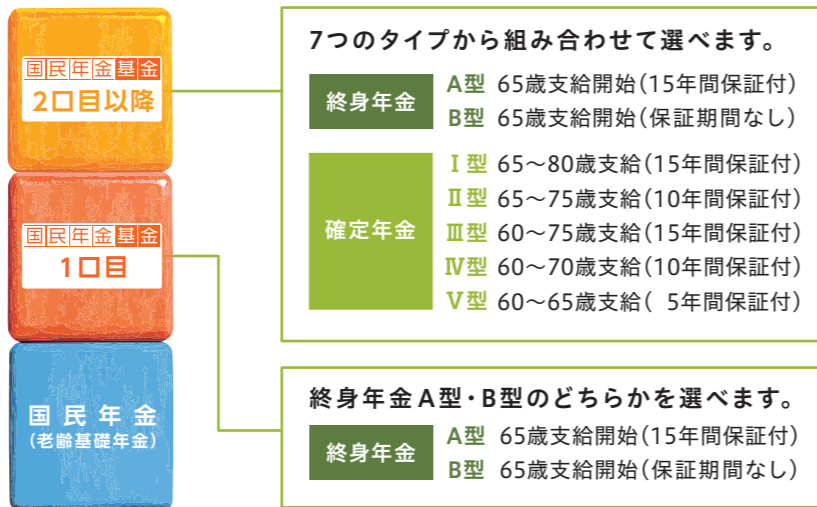 国民年金基金
2口目以降
7つのタイプから組み合わせて選べます。
終身年金
A型 65歳支給開始(15年間保証付)
B型 65歳支給開始(保証期間なし)
確定年金
Ⅰ型 65～80歳支給(15年間保証付)
Ⅱ型 65～75歳支給(10年間保証付)
Ⅲ型 60～75歳支給(15年間保証付)
Ⅳ型 60～70歳支給(10年間保証付)
Ⅴ型 60～65歳支給( 5年間保証付)
国民年金基金
1口目
終身年金A型・B型のどちらかを選べます。
終身年金
A型 65歳支給開始(15年間保証付)
B型 65歳支給開始(保証期間なし)
国民年金
(老齢基礎年金)